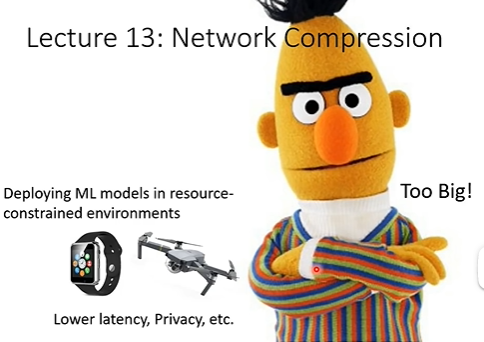 Lecture 13: Network Compression
Too Big!
Deploying ML models in resource-
constrained environments
Lower latency, Privacy, etc.